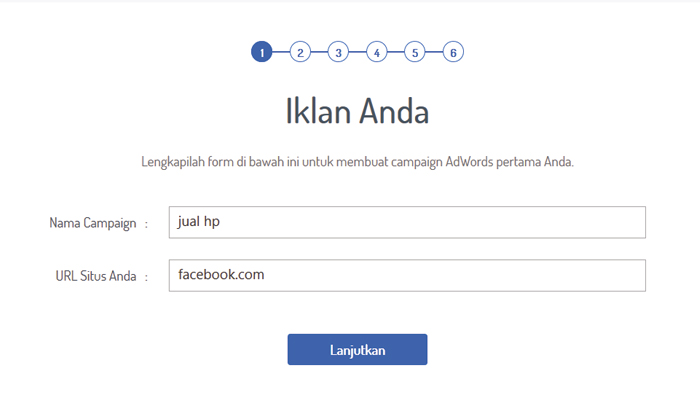 1 2 3 4 5 6
Iklan Anda
Lengkapilah form di bawah ini untuk membuat campaign AdWords pertama Anda.
Nama Campaign : jual hp
URL Situs Anda : facebook.com
Lanjutkan